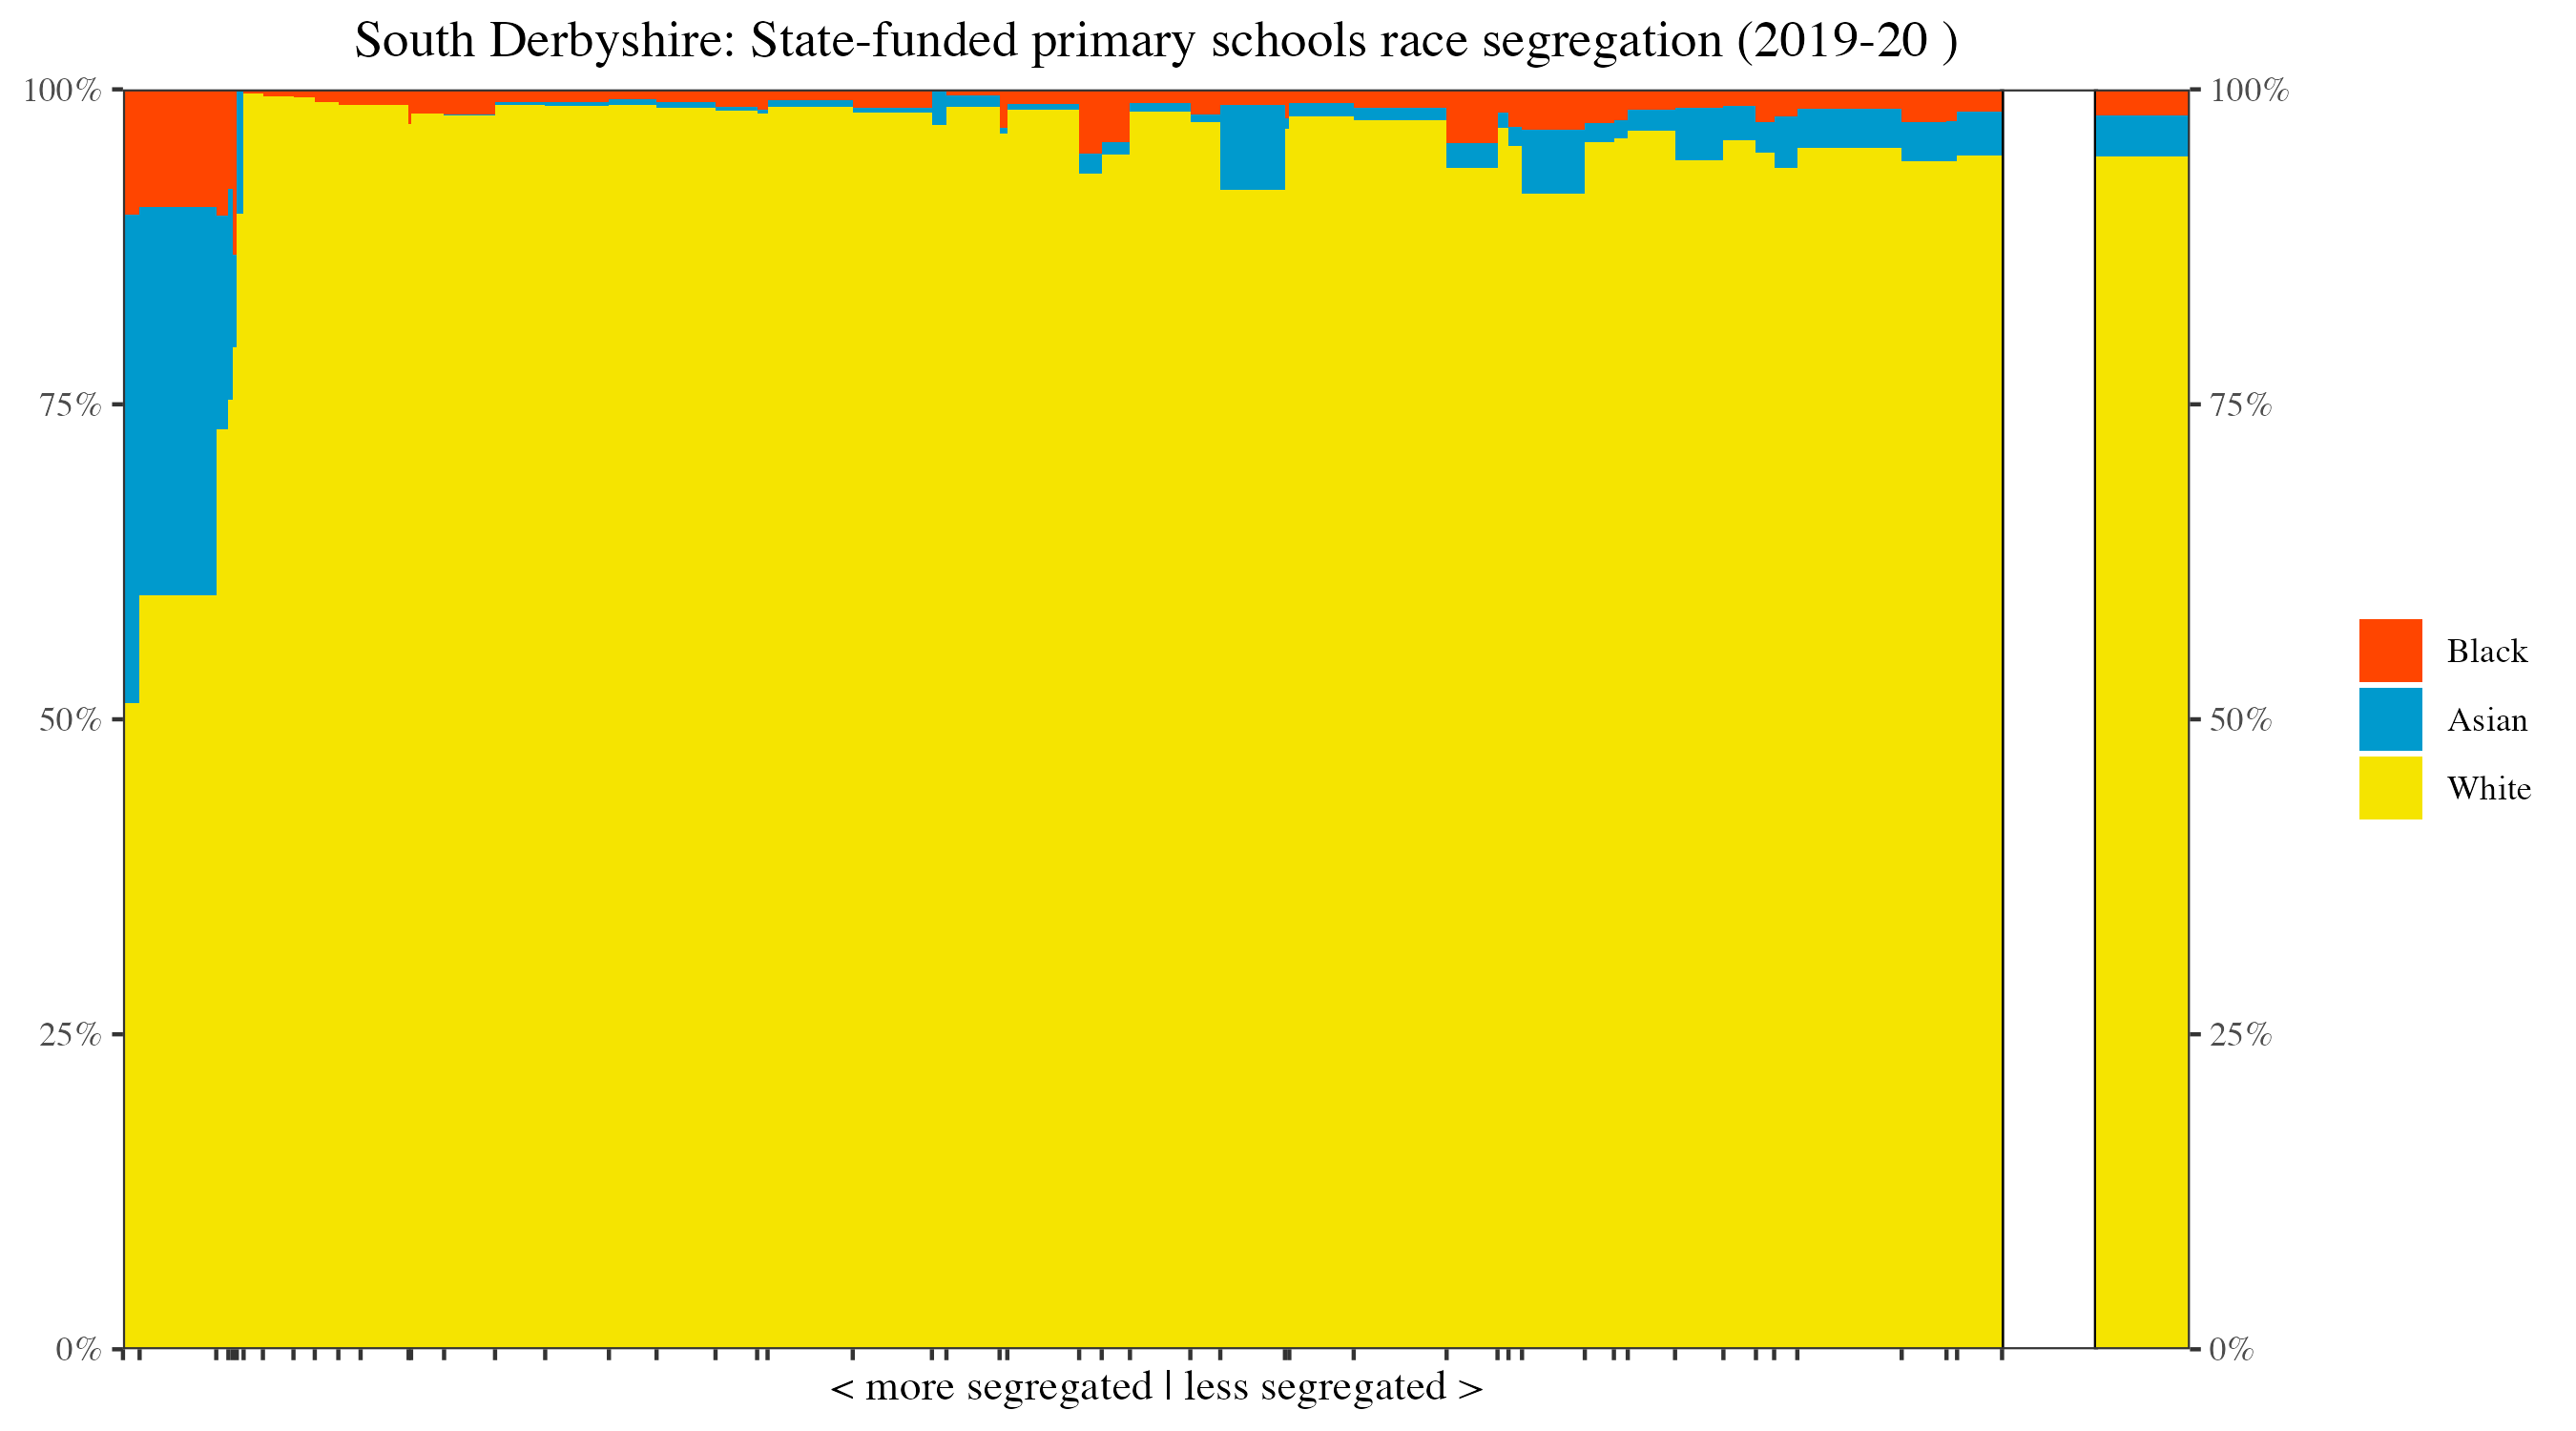 South Derbyshire: State-funded primary schools race segregation (2019-20 )
100%
75%
50%
25%
0%
100%
75%
50%
25%
0%
Black
Asian
White
< more segregated | less segregated >